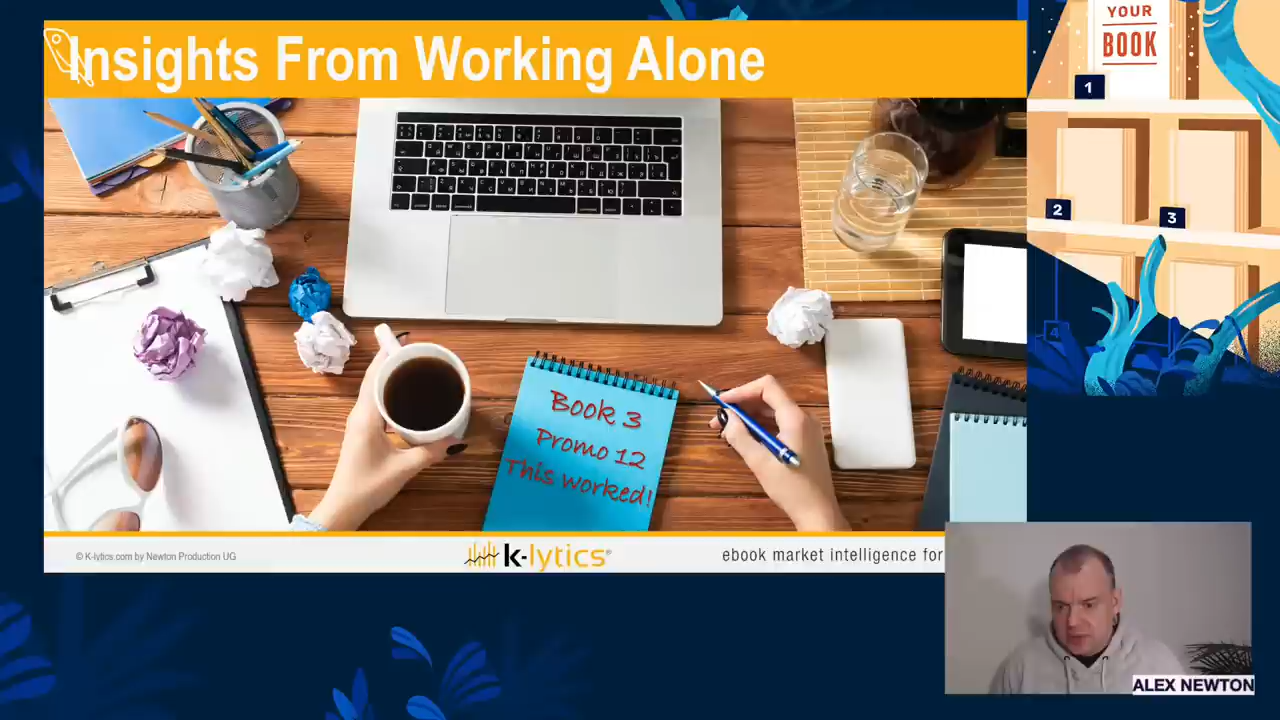 Insights From Working Alone
YOUR
BOOK
1
2
3
4
Book 3
Promo 12
This worked!
© K-lytics.com by Newton Production UG
k-lytics®
ebook market intelligence for
ALEX NEWTON